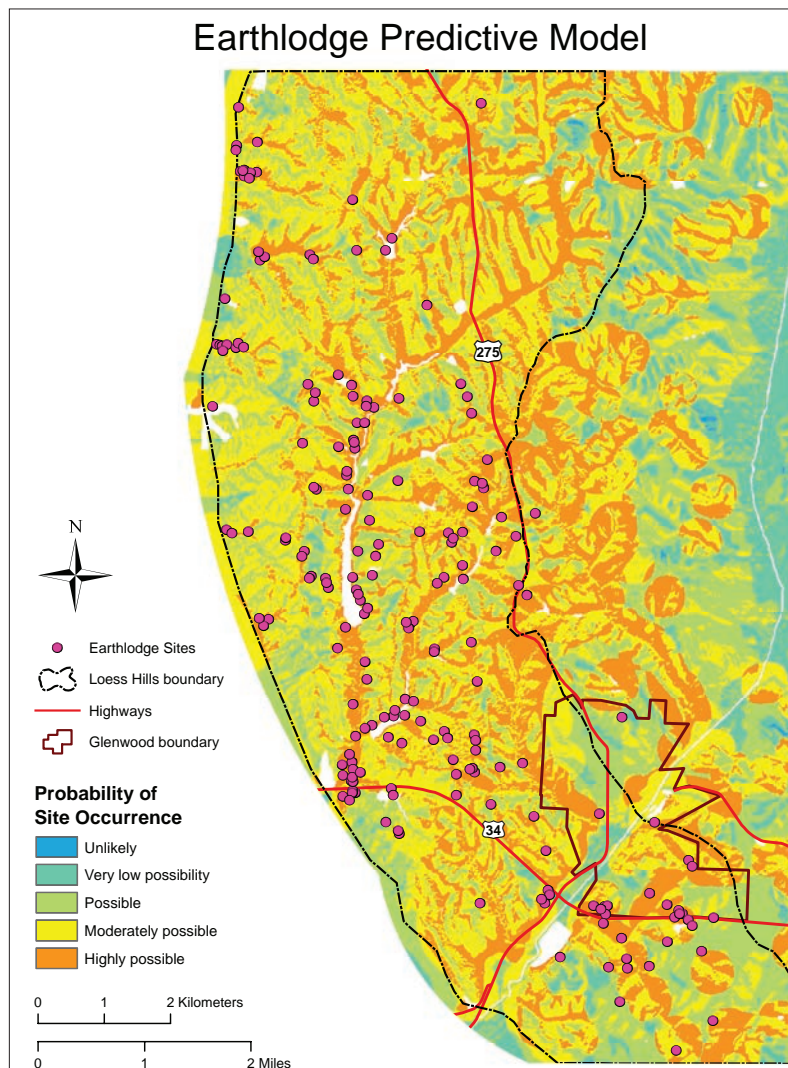 Earthlodge Predictive Model
275
N
Earthlodge Sites
Loess Hills boundary
Highways
Glenwood boundary
34
Probability of
Site Occurrence
Unlikely
Very low possibility
Possible
Moderately possible
Highly possible
0 1 2 Kilometers
0 1 2 Miles